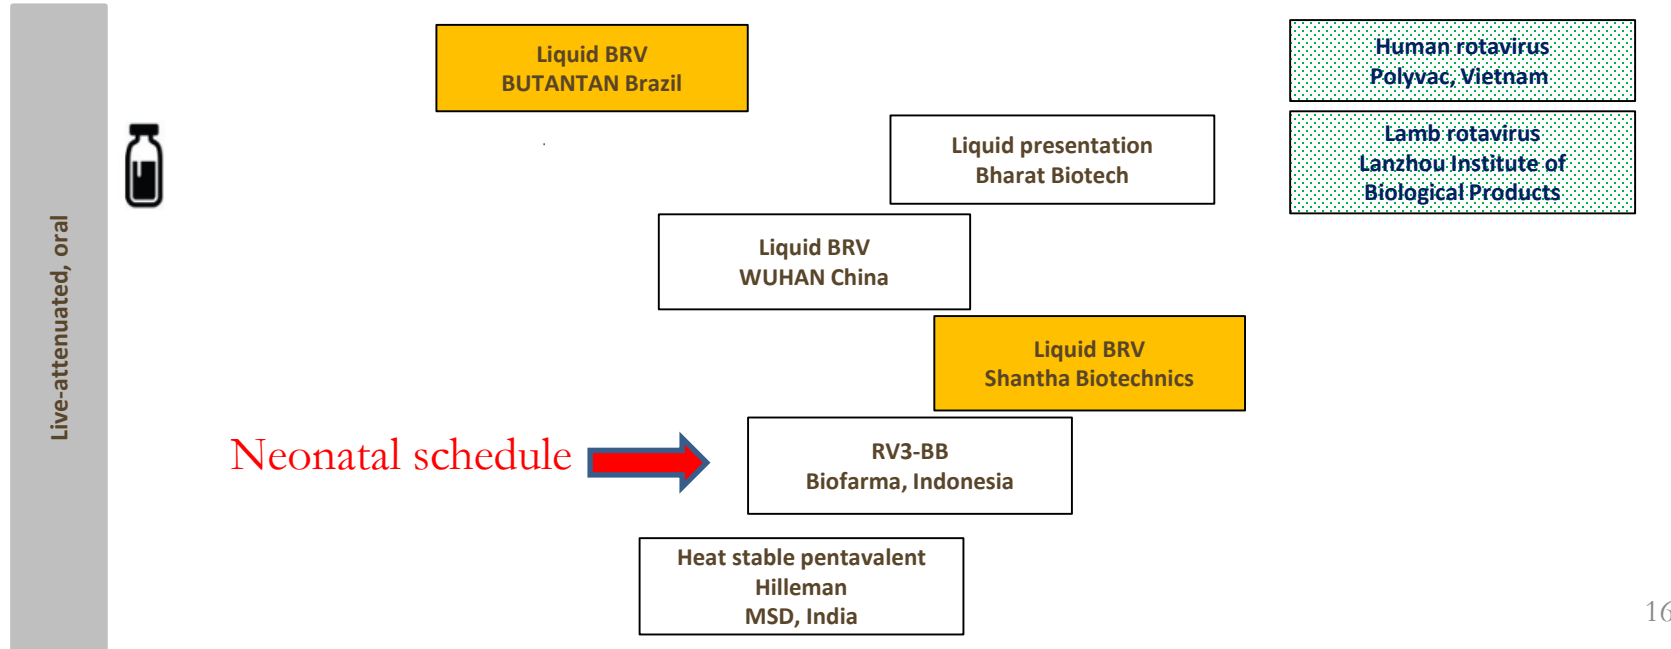 Live-attenuated, oral
Liquid BRV
BUTANTAN Brazil
Human rotavirus
Polyvac, Vietnam
Liquid presentation
Bharat Biotech
Lamb rotavirus
Lanzhou Institute of
Biological Products
Liquid BRV
WUHAN China
Liquid BRV
Shantha Biotechnics
Neonatal schedule
RV3-BB
Biofarma, Indonesia
Heat stable pentavalent
Hilleman
MSD, India
16